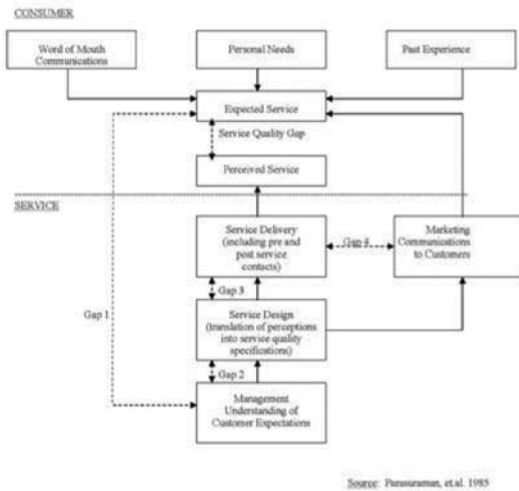 CONSUMER
Word of Mouth
Communications
Personal Needs
Past Experience
Expected Service
Service Quality Gap
Perceived Service
SERVICE
Service Delivery
(including pre and
post service
contacts)
Gap 4
Marketing
Communications
to Customers
Gap 3
Gap 1
Service Design
(translation of perceptions
into service quality
specifications)
Gap 2
Management
Understanding of
Customer Expectations
Source: Parasuraman, et.al. 1985